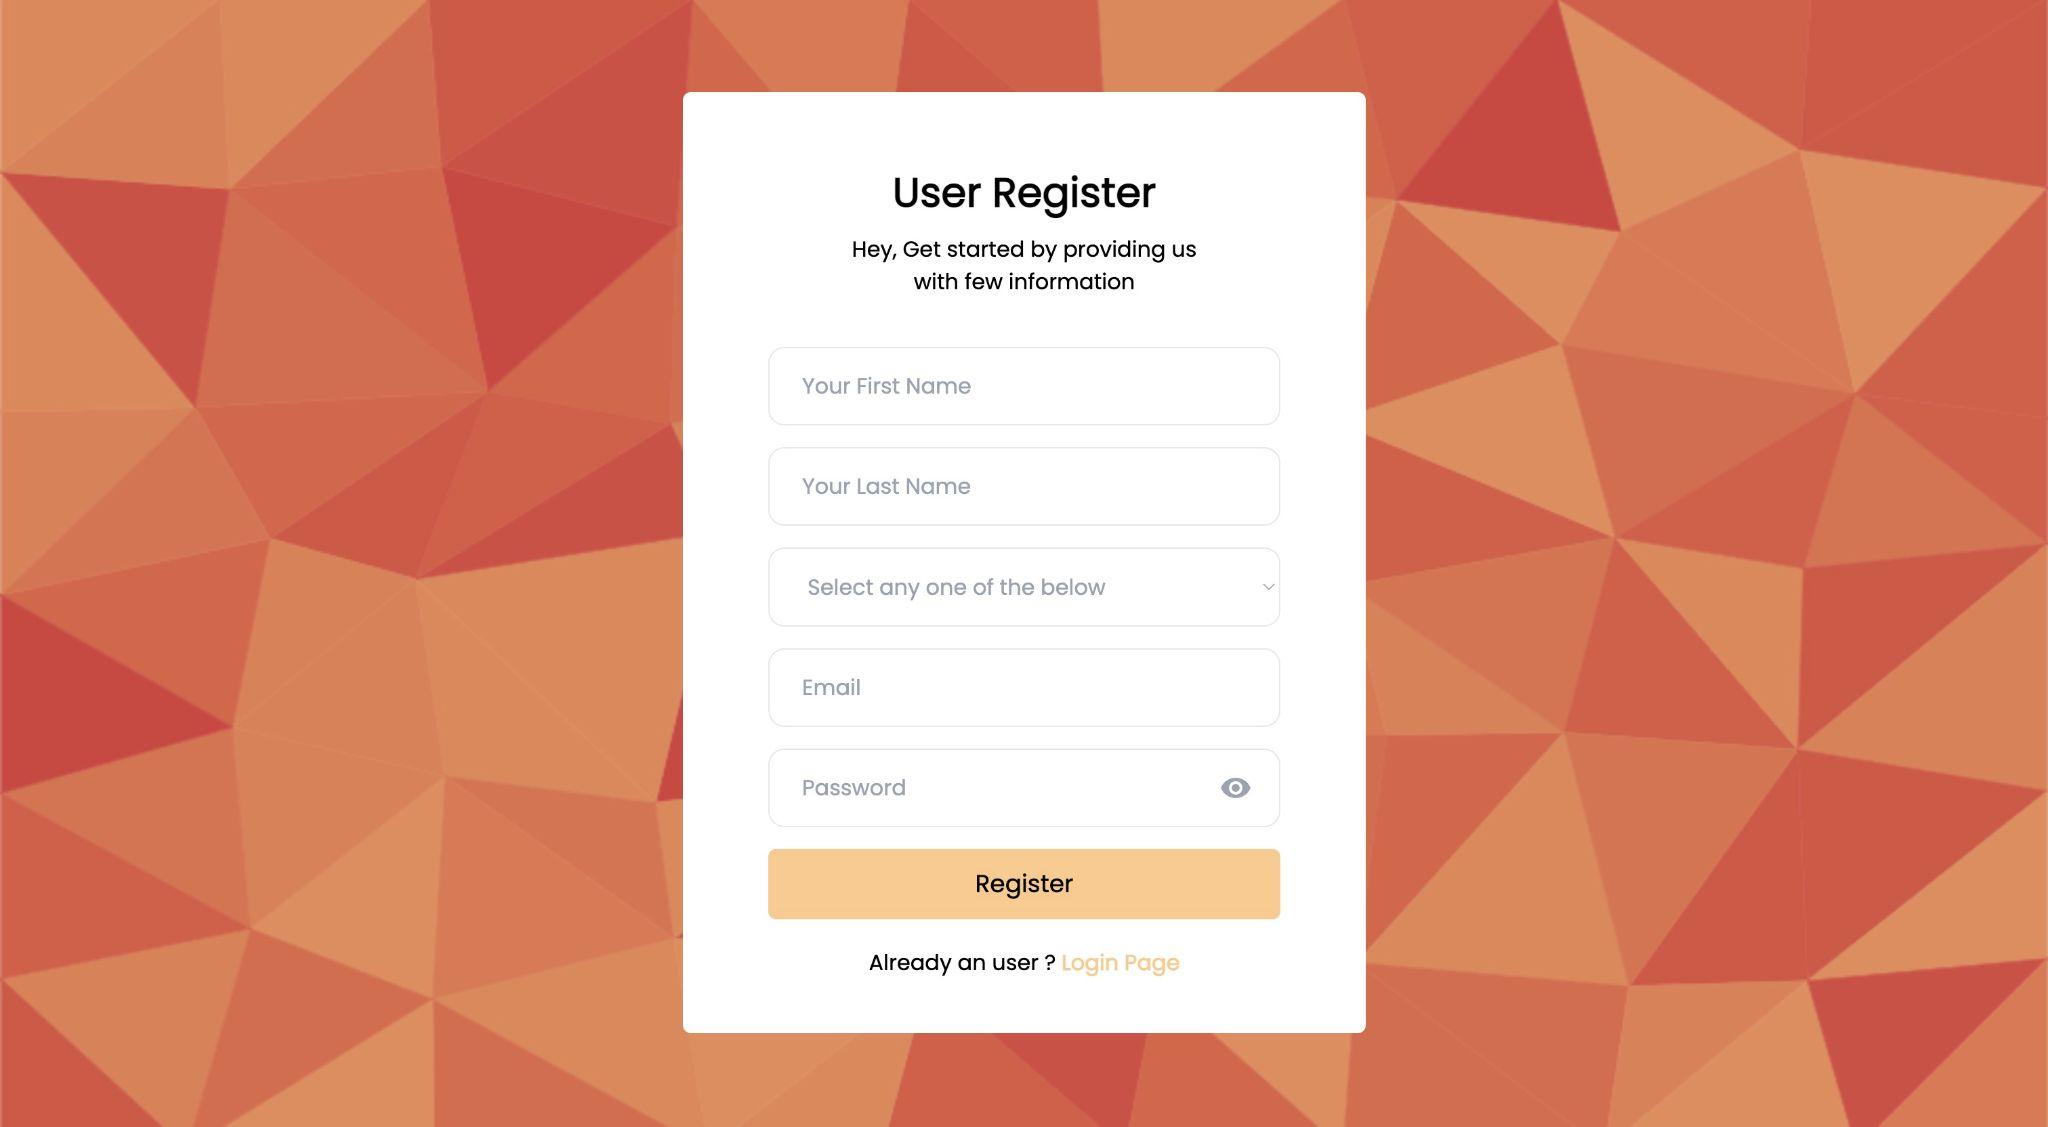 User Register
Hey, Get started by providing us
with few information
Your First Name
Your Last Name
Select any one of the below
Email
Password
Register
Already an user ? Login Page